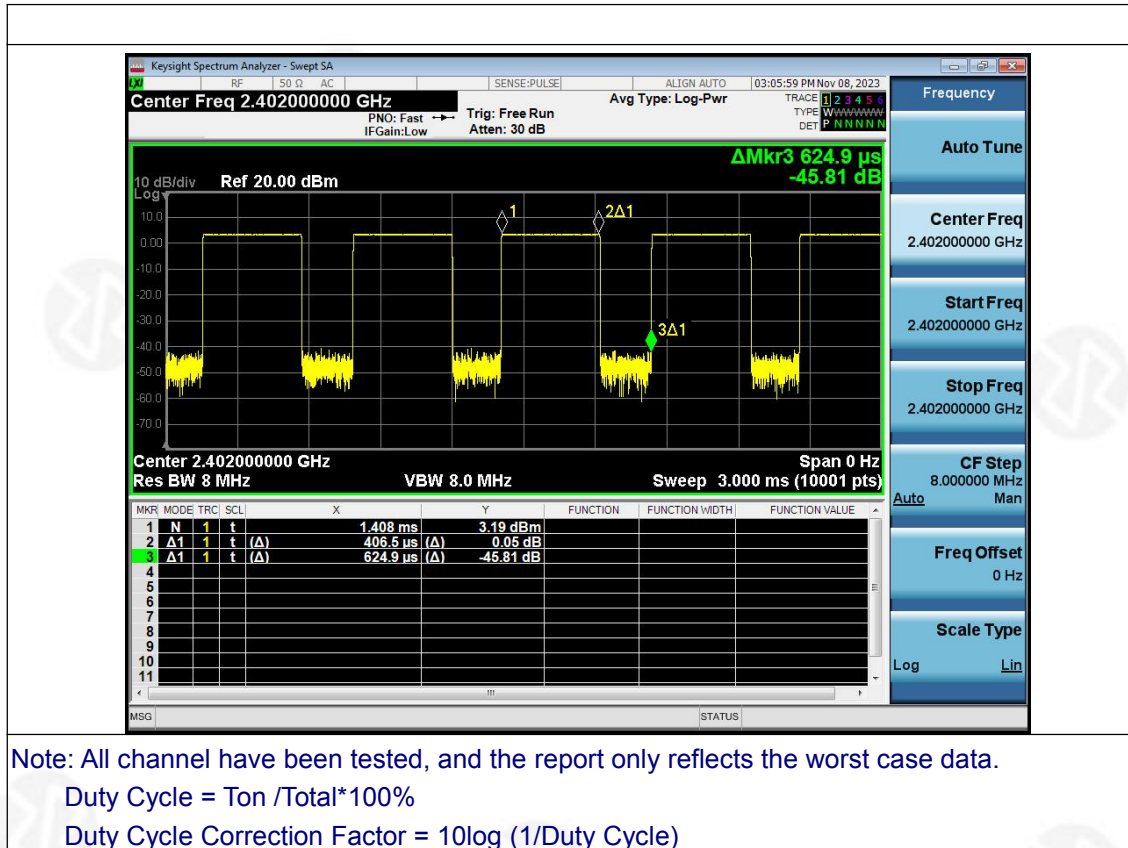 Keysight Spectrum Analyzer - Swept SA
LXI RF 50 Ω AC SENSE:PULSE ALIGN AUTO 03:05:59 PM Nov 08, 2023
Center Freq 2.402000000 GHz
PNO: Fast
IFGain:Low
Trig: Free Run
Atten: 30 dB
Avg Type: Log-Pwr
TRACE 1 2 3 4 5 6
TYPE WWWWWW
DET P N N N N N
ΔMkr3 624.9 µs
-45.81 dB
10 dB/div Ref 20.00 dBm
Log
10.0
0.00
-10.0
-20.0
-30.0
-40.0
-50.0
-60.0
-70.0
1
2Δ1
3Δ1
Center 2.402000000 GHz Span 0 Hz
Res BW 8 MHz VBW 8.0 MHz Sweep 3.000 ms (10001 pts)
MKR MODE TRC SCL X Y FUNCTION FUNCTION WIDTH FUNCTION VALUE
1 N 1 t 1.408 ms 3.19 dBm
2 Δ1 1 t (Δ) 406.5 µs (Δ) 0.05 dB
3 Δ1 1 t (Δ) 624.9 µs (Δ) -45.81 dB
4
5
6
7
8
9
10
11
MSG STATUS
Frequency
Auto Tune
Center Freq
2.402000000 GHz
Start Freq
2.402000000 GHz
Stop Freq
2.402000000 GHz
CF Step
8.000000 MHz
Auto Man
Freq Offset
0 Hz
Scale Type
Log Lin
Note: All channel have been tested, and the report only reflects the worst case data.
Duty Cycle = Ton /Total*100%
Duty Cycle Correction Factor = 10log (1/Duty Cycle)